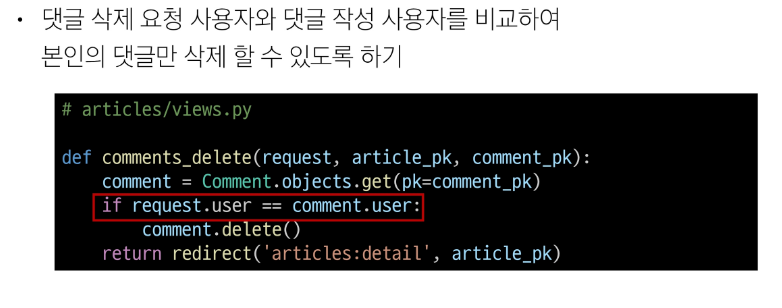 • 댓글 삭제 요청 사용자와 댓글 작성 사용자를 비교하여
본인의 댓글만 삭제 할 수 있도록 하기
# articles/views.py
def comments_delete(request, article_pk, comment_pk):
    comment = Comment.objects.get(pk=comment_pk)
    if request.user == comment.user:
        comment.delete()
    return redirect('articles:detail', article_pk)